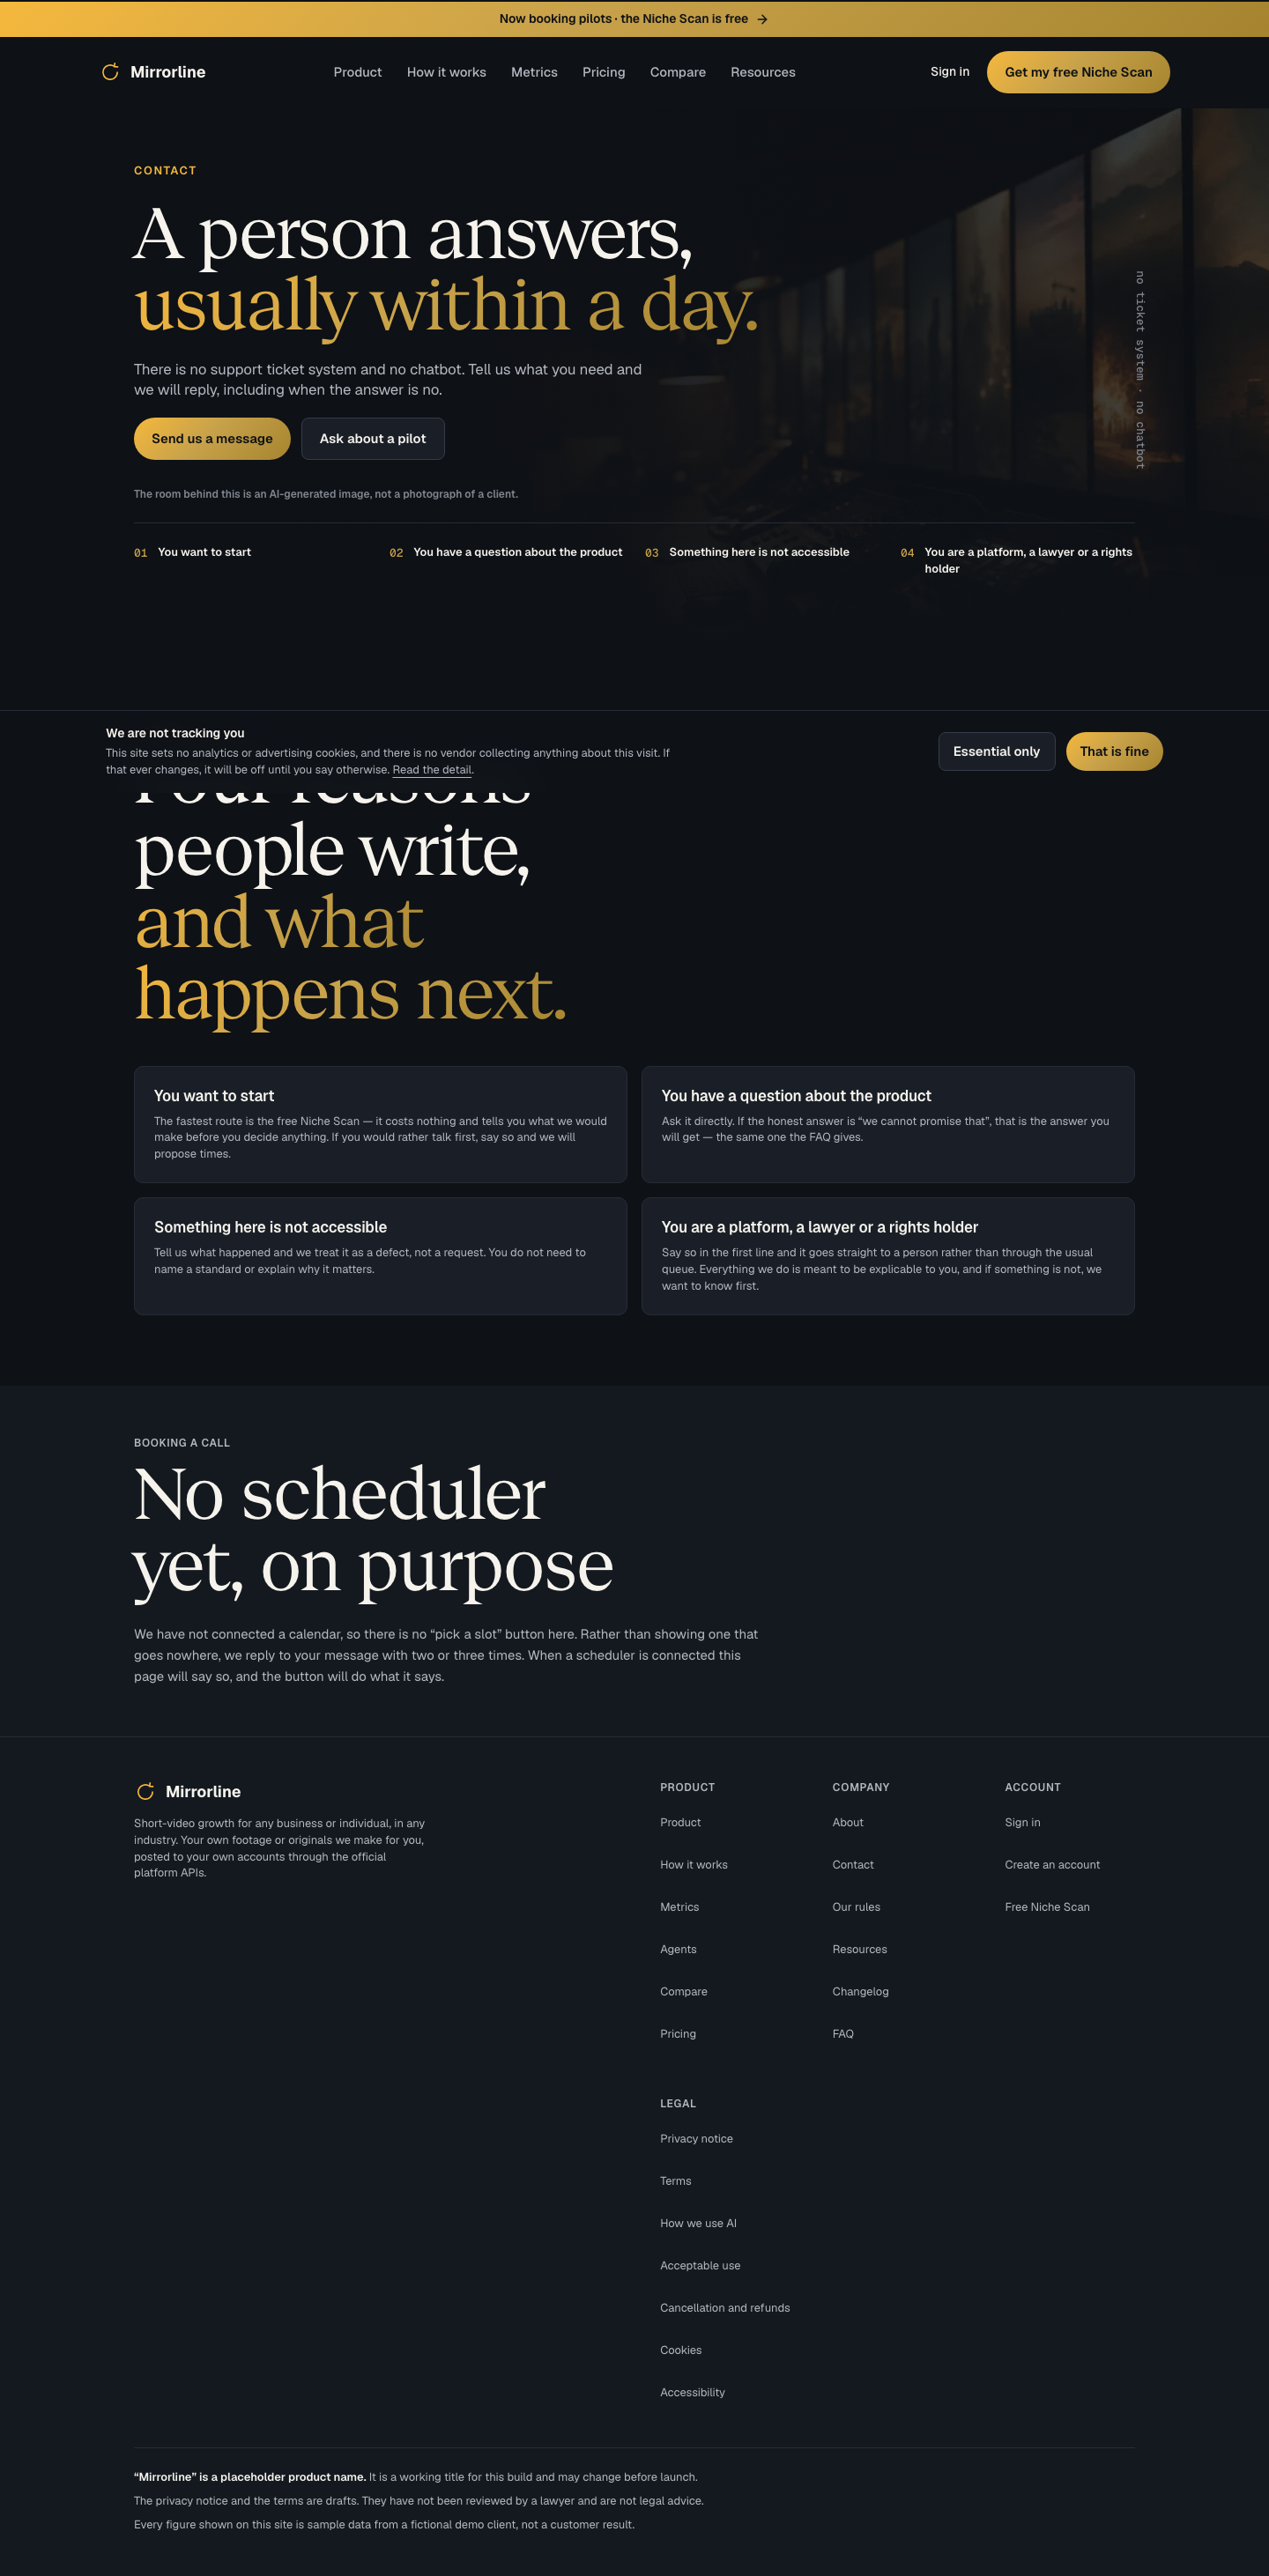 Now booking pilots · the Niche Scan is free →
Mirrorline
Product
How it works
Metrics
Pricing
Compare
Resources
Sign in
Get my free Niche Scan
CONTACT
A person answers,
usually within a day.
There is no support ticket system and no chatbot. Tell us what you need and
we will reply, including when the answer is no.
Send us a message
Ask about a pilot
no ticket system · no chatbot
The room behind this is an AI-generated image, not a photograph of a client.
01 You want to start
02 You have a question about the product
03 Something here is not accessible
04 You are a platform, a lawyer or a rights
holder
We are not tracking you
This site sets no analytics or advertising cookies, and there is no vendor collecting anything about this visit. If
that ever changes, it will be off until you say otherwise. Read the detail.
Essential only
That is fine
Four reasons
people write,
and what
happens next.
You want to start
The fastest route is the free Niche Scan — it costs nothing and tells you what we would
make before you decide anything. If you would rather talk first, say so and we will
propose times.
You have a question about the product
Ask it directly. If the honest answer is “we cannot promise that”, that is the answer you
will get — the same one the FAQ gives.
Something here is not accessible
Tell us what happened and we treat it as a defect, not a request. You do not need to
name a standard or explain why it matters.
You are a platform, a lawyer or a rights holder
Say so in the first line and it goes straight to a person rather than through the usual
queue. Everything we do is meant to be explicable to you, and if something is not, we
want to know first.
BOOKING A CALL
No scheduler
yet, on purpose
We have not connected a calendar, so there is no “pick a slot” button here. Rather than showing one that
goes nowhere, we reply to your message with two or three times. When a scheduler is connected this
page will say so, and the button will do what it says.
Mirrorline
Short-video growth for any business or individual, in any
industry. Your own footage or originals we make for you,
posted to your own accounts through the official
platform APIs.
PRODUCT
Product
How it works
Metrics
Agents
Compare
Pricing
COMPANY
About
Contact
Our rules
Resources
Changelog
FAQ
ACCOUNT
Sign in
Create an account
Free Niche Scan
LEGAL
Privacy notice
Terms
How we use AI
Acceptable use
Cancellation and refunds
Cookies
Accessibility
“Mirrorline” is a placeholder product name. It is a working title for this build and may change before launch.
The privacy notice and the terms are drafts. They have not been reviewed by a lawyer and are not legal advice.
Every figure shown on this site is sample data from a fictional demo client, not a customer result.